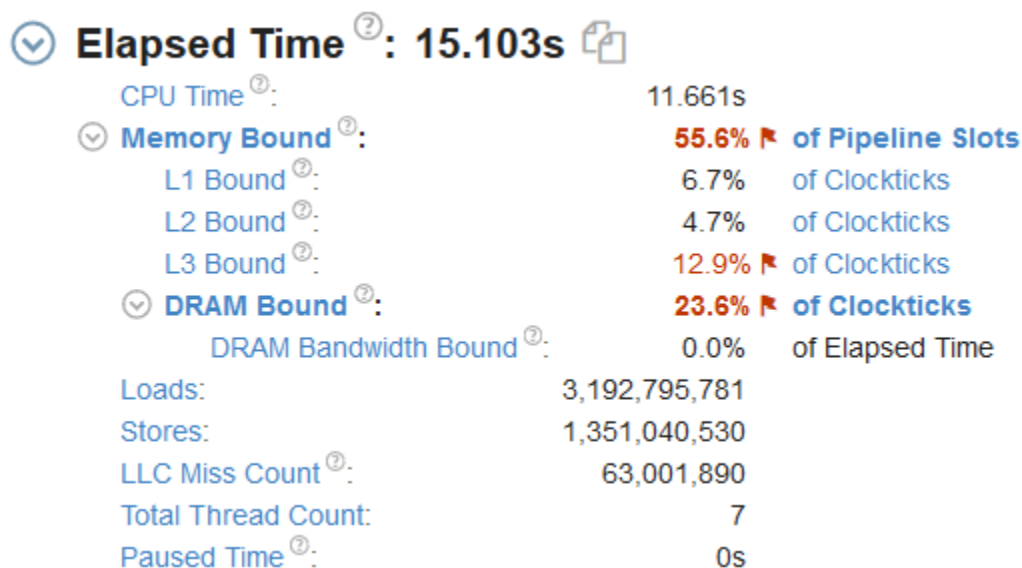 Elapsed Time ?: 15.103s
CPU Time ?: 11.661s
Memory Bound ?: 55.6% of Pipeline Slots
L1 Bound ?: 6.7% of Clockticks
L2 Bound ?: 4.7% of Clockticks
L3 Bound ?: 12.9% of Clockticks
DRAM Bound ?: 23.6% of Clockticks
DRAM Bandwidth Bound ?: 0.0% of Elapsed Time
Loads: 3,192,795,781
Stores: 1,351,040,530
LLC Miss Count ?: 63,001,890
Total Thread Count: 7
Paused Time ?: 0s